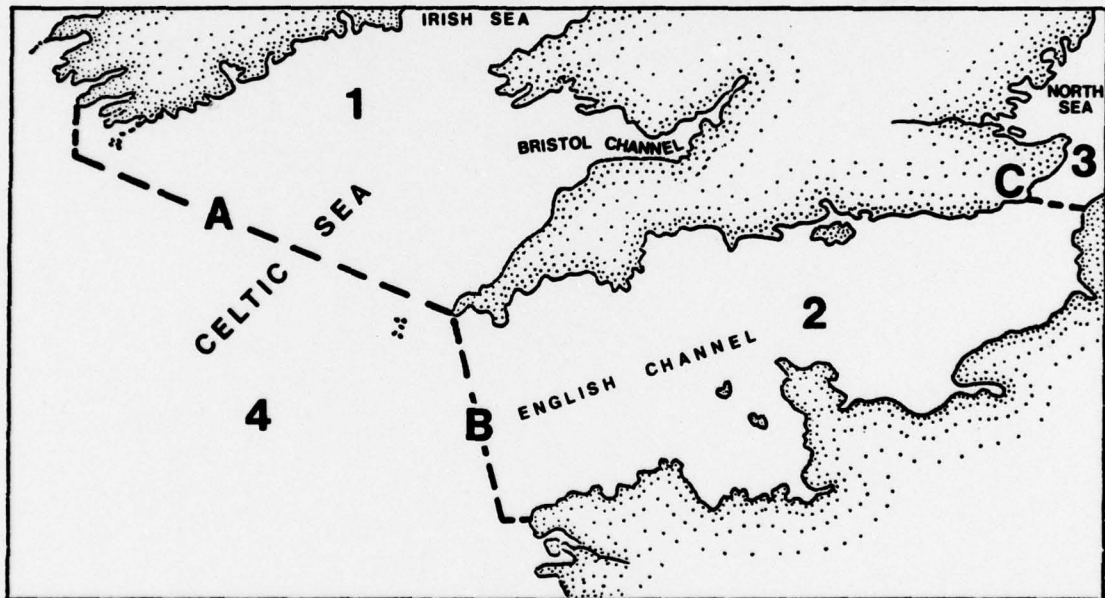 IRISH SEA
1
NORTH
SEA
BRISTOL CHANNEL
3
C
A
CELTIC SEA
2
ENGLISH CHANNEL
4
B